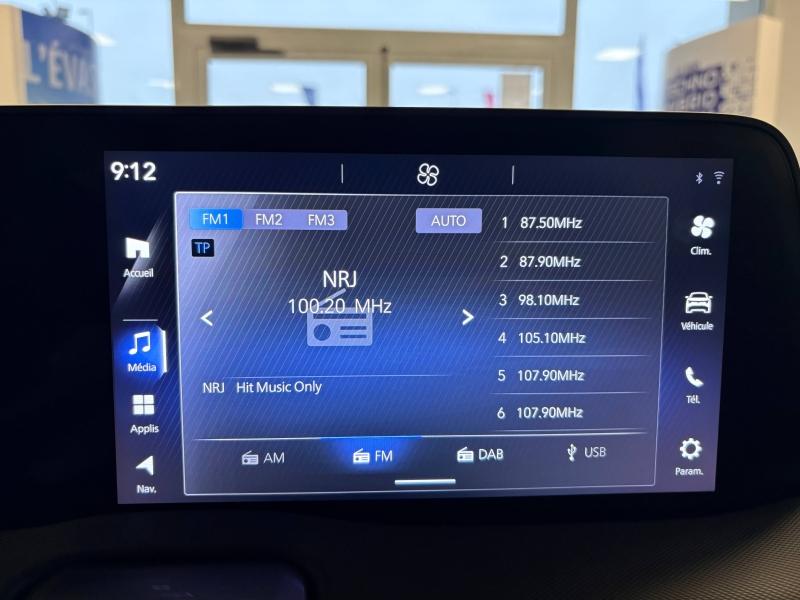 L'ÉVA
TECHNO
9:12
FM1 FM2 FM3 AUTO
TP
NRJ
100.20 MHz
NRJ Hit Music Only
1 87.50MHz
2 87.90MHz
3 98.10MHz
4 105.10MHz
5 107.90MHz
6 107.90MHz
AM FM DAB USB
Accueil
Média
Applis
Nav.
Clim.
Véhicule
Tél.
Param.